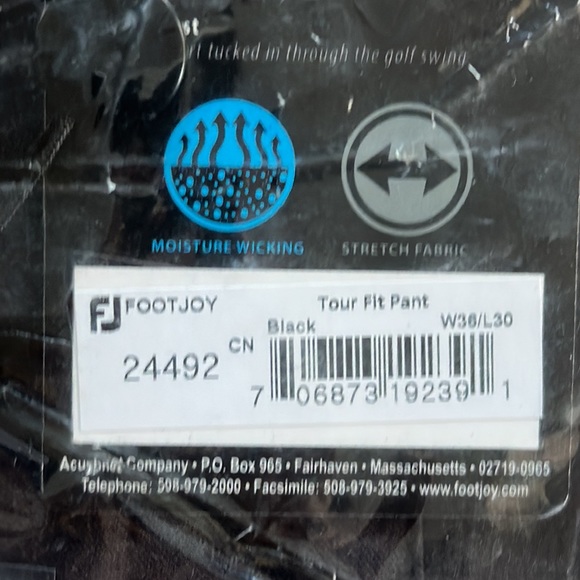 st
tucked in through the golf swing
MOISTURE WICKING
STRETCH FABRIC
FJ FOOTJOY
Tour Fit Pant
Black
W36/L30
24492
CN
7 06873 19239 1
Acushnet Company • P.O. Box 965 • Fairhaven • Massachusetts • 02719-0965
Telephone: 508-979-2000 • Facsimile: 508-979-3925 • www.footjoy.com